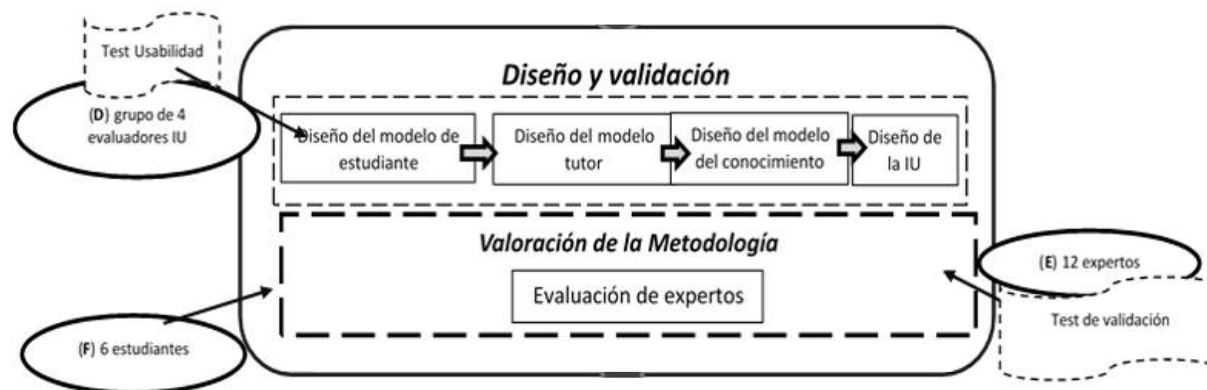 Test Usabilidad
(D) grupo de 4
evaluadores IU
Diseño y validación
Diseño del modelo de
estudiante
Diseño del modelo
tutor
Diseño del modelo
del conocimiento
Diseño de
la IU
Valoración de la Metodología
Evaluación de expertos
(E) 12 expertos
Test de validación
(F) 6 estudiantes